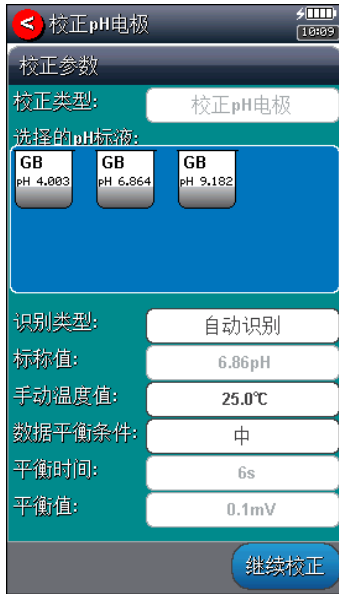 校正pH电极
10:09
校正参数
校正类型: 校正pH电极
选择的pH标液:
GB GB GB
pH 4.003 pH 6.864 pH 9.182
识别类型: 自动识别
标称值: 6.86pH
手动温度值: 25.0℃
数据平衡条件: 中
平衡时间: 6s
平衡值: 0.1mV
继续校正